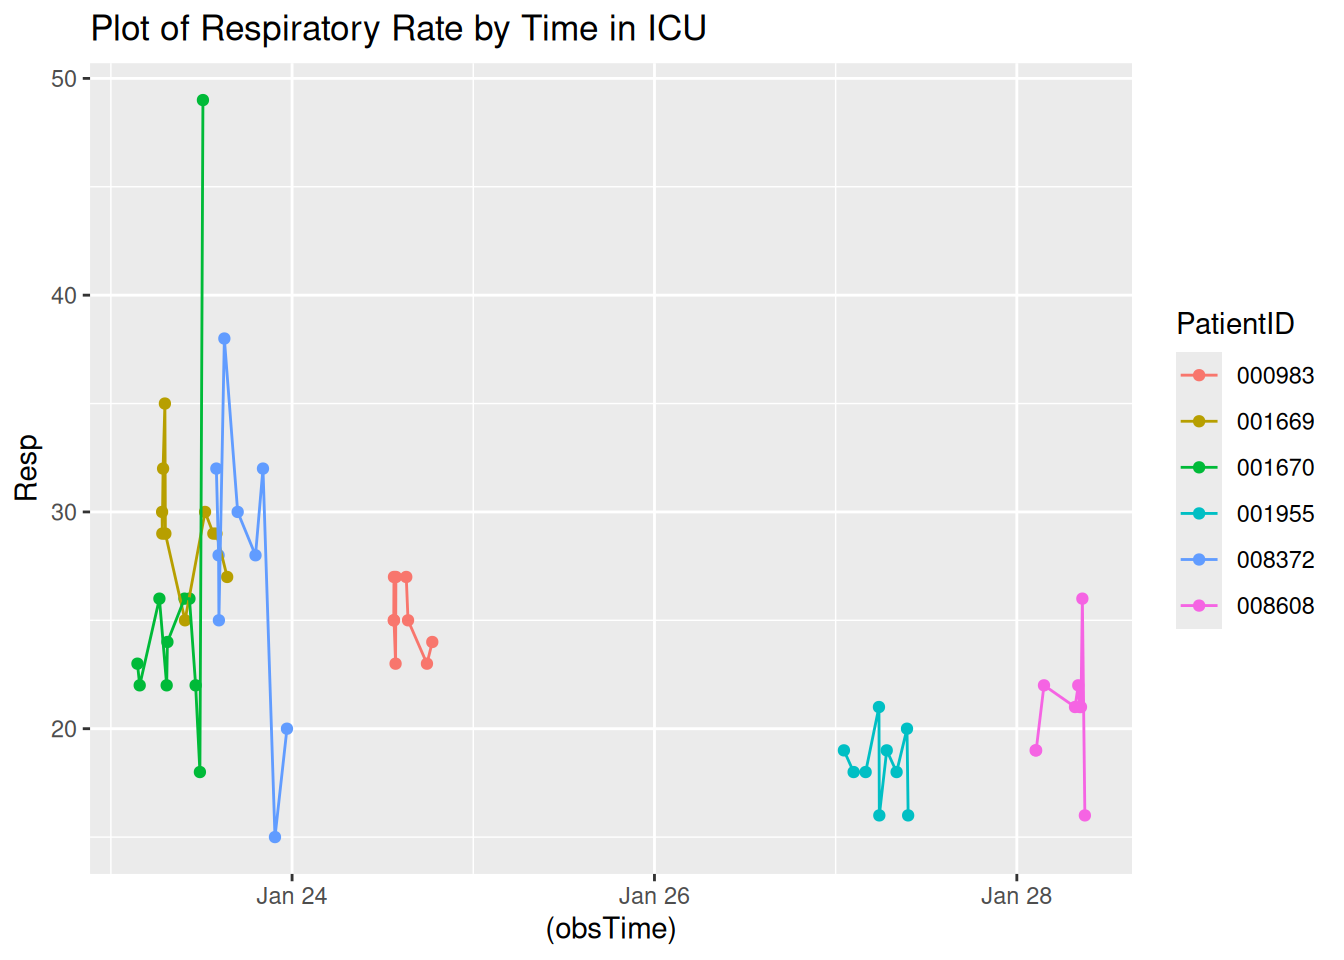 Plot of Respiratory Rate by Time in ICU
50
40
30
20
Resp
Jan 24
Jan 26
Jan 28
(obsTime)
PatientID
000983
001669
001670
001955
008372
008608